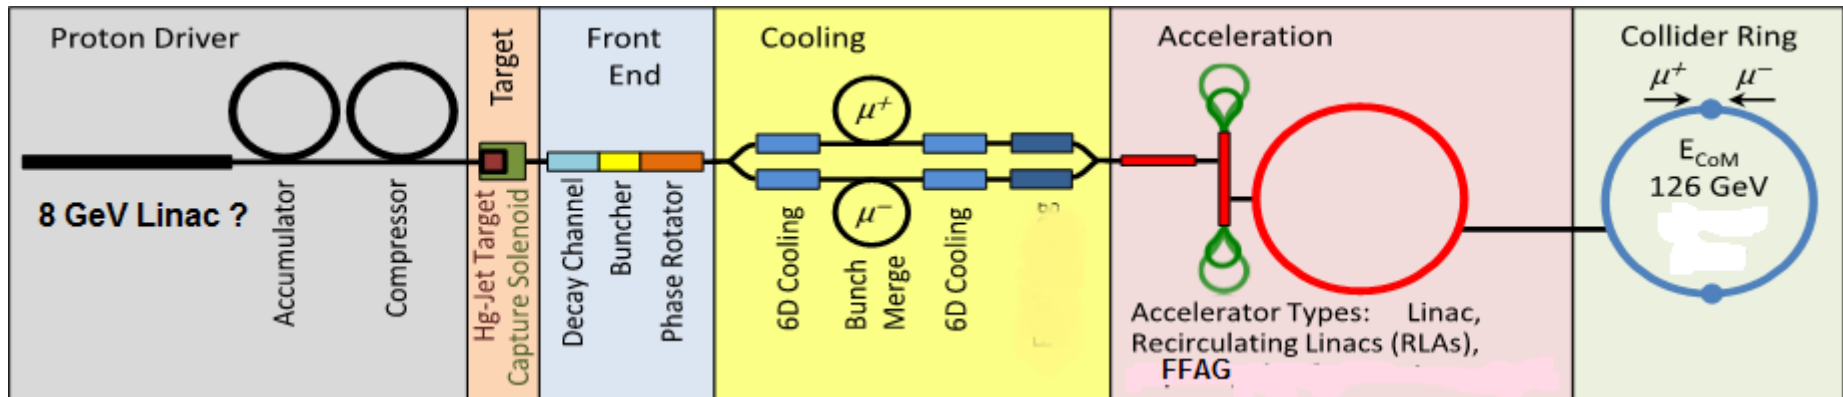 Proton Driver
8 GeV Linac ?
Accumulator
Compressor
Target
Hg-Jet Target
Capture Solenoid
Front
End
Decay Channel
Buncher
Phase Rotator
Cooling
μ+
μ−
6D Cooling
Bunch
Merge
6D Cooling
Acceleration
Accelerator Types: Linac,
Recirculating Linacs (RLAs),
FFAG
Collider Ring
μ+ μ−
ECoM
126 GeV